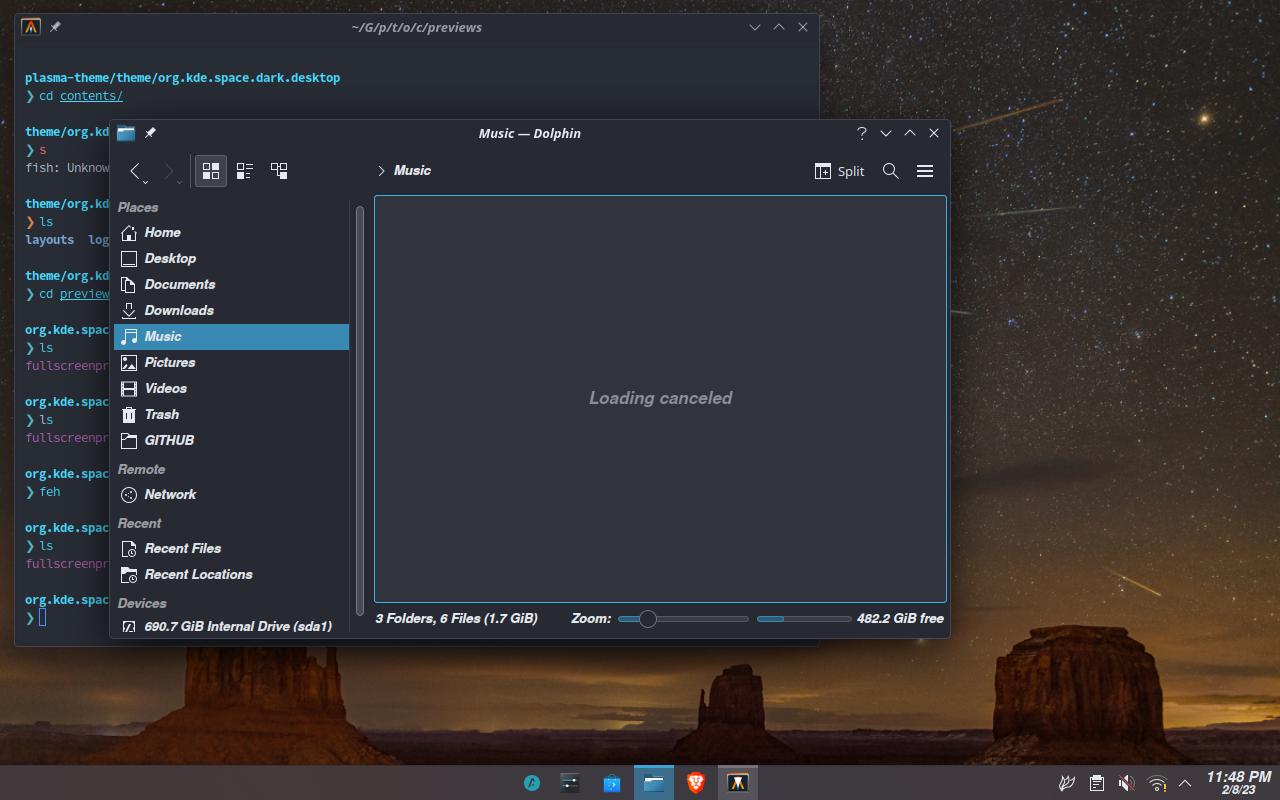 ~/G/p/t/o/c/previews
plasma-theme/theme/org.kde.space.dark.desktop
❯ cd contents/
theme/org.kd
❯ s
fish: Unknow
theme/org.kd
❯ ls
layouts log
theme/org.kd
❯ cd preview
org.kde.spac
❯ ls
fullscreenpr
org.kde.spac
❯ ls
fullscreenpr
org.kde.spac
❯ feh
org.kde.spac
❯ ls
fullscreenpr
org.kde.spac
❯
Music — Dolphin
Music
Split
Places
Home
Desktop
Documents
Downloads
Music
Pictures
Videos
Trash
GITHUB
Remote
Network
Recent
Recent Files
Recent Locations
Devices
690.7 GiB Internal Drive (sda1)
Loading canceled
3 Folders, 6 Files (1.7 GiB)
Zoom:
482.2 GiB free
11:48 PM
2/8/23